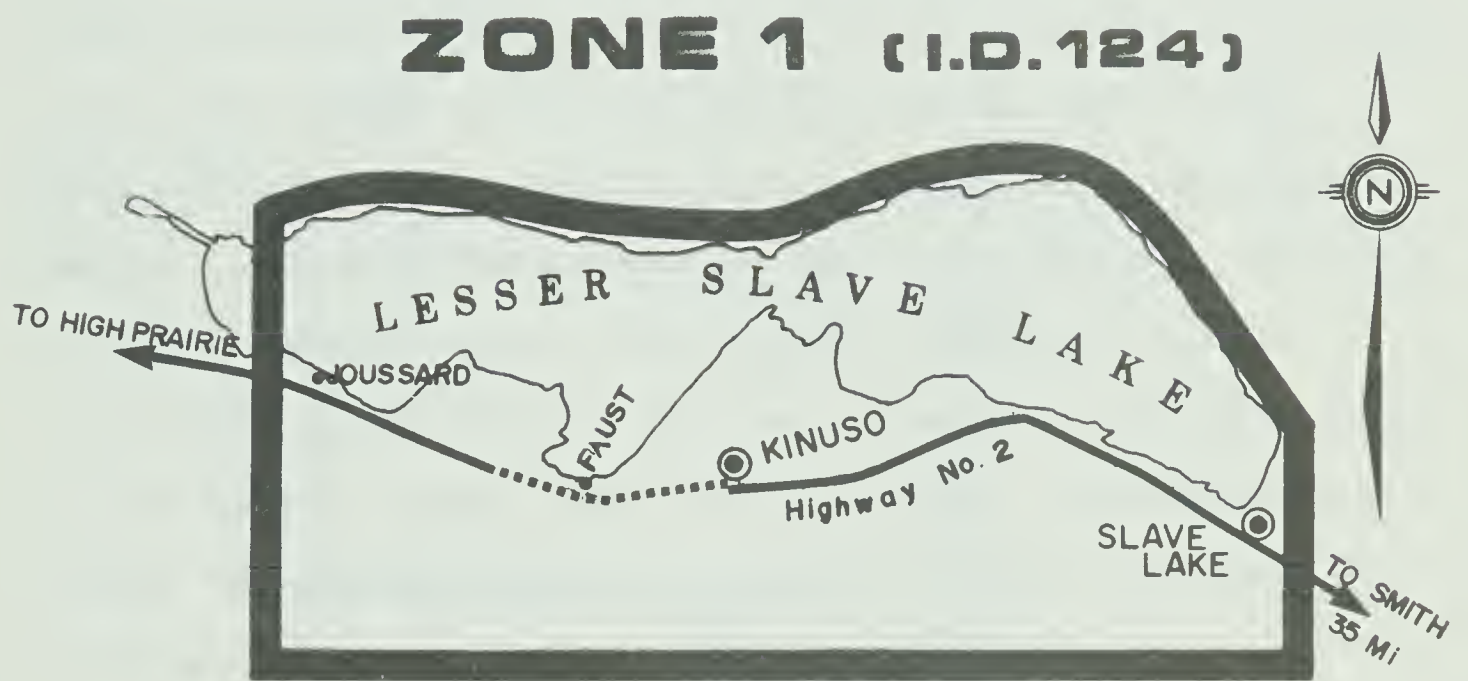 ZONE 1 (I.D. 124)
N
LESSER SLAVE LAKE
TO HIGH PRAIRIE
JOUSSARD
FAUST
KINUSO
Highway No. 2
SLAVE
LAKE
TO SMITH
35 Mi